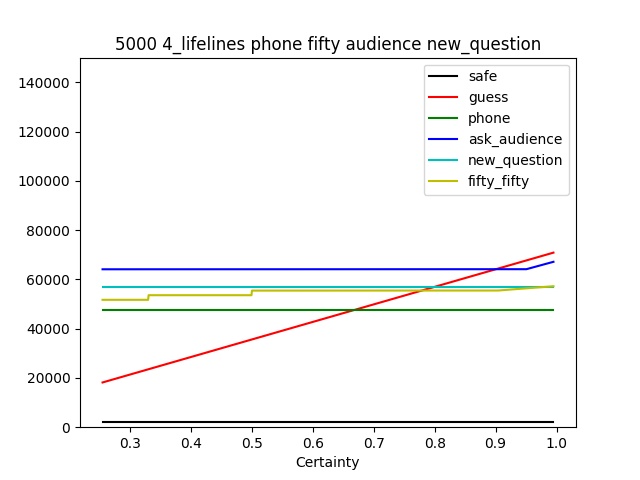 5000 4_lifelines phone fifty audience new_question
140000
120000
100000
80000
60000
40000
20000
0
safe
guess
phone
ask_audience
new_question
fifty_fifty
0.3 0.4 0.5 0.6 0.7 0.8 0.9 1.0
Certainty